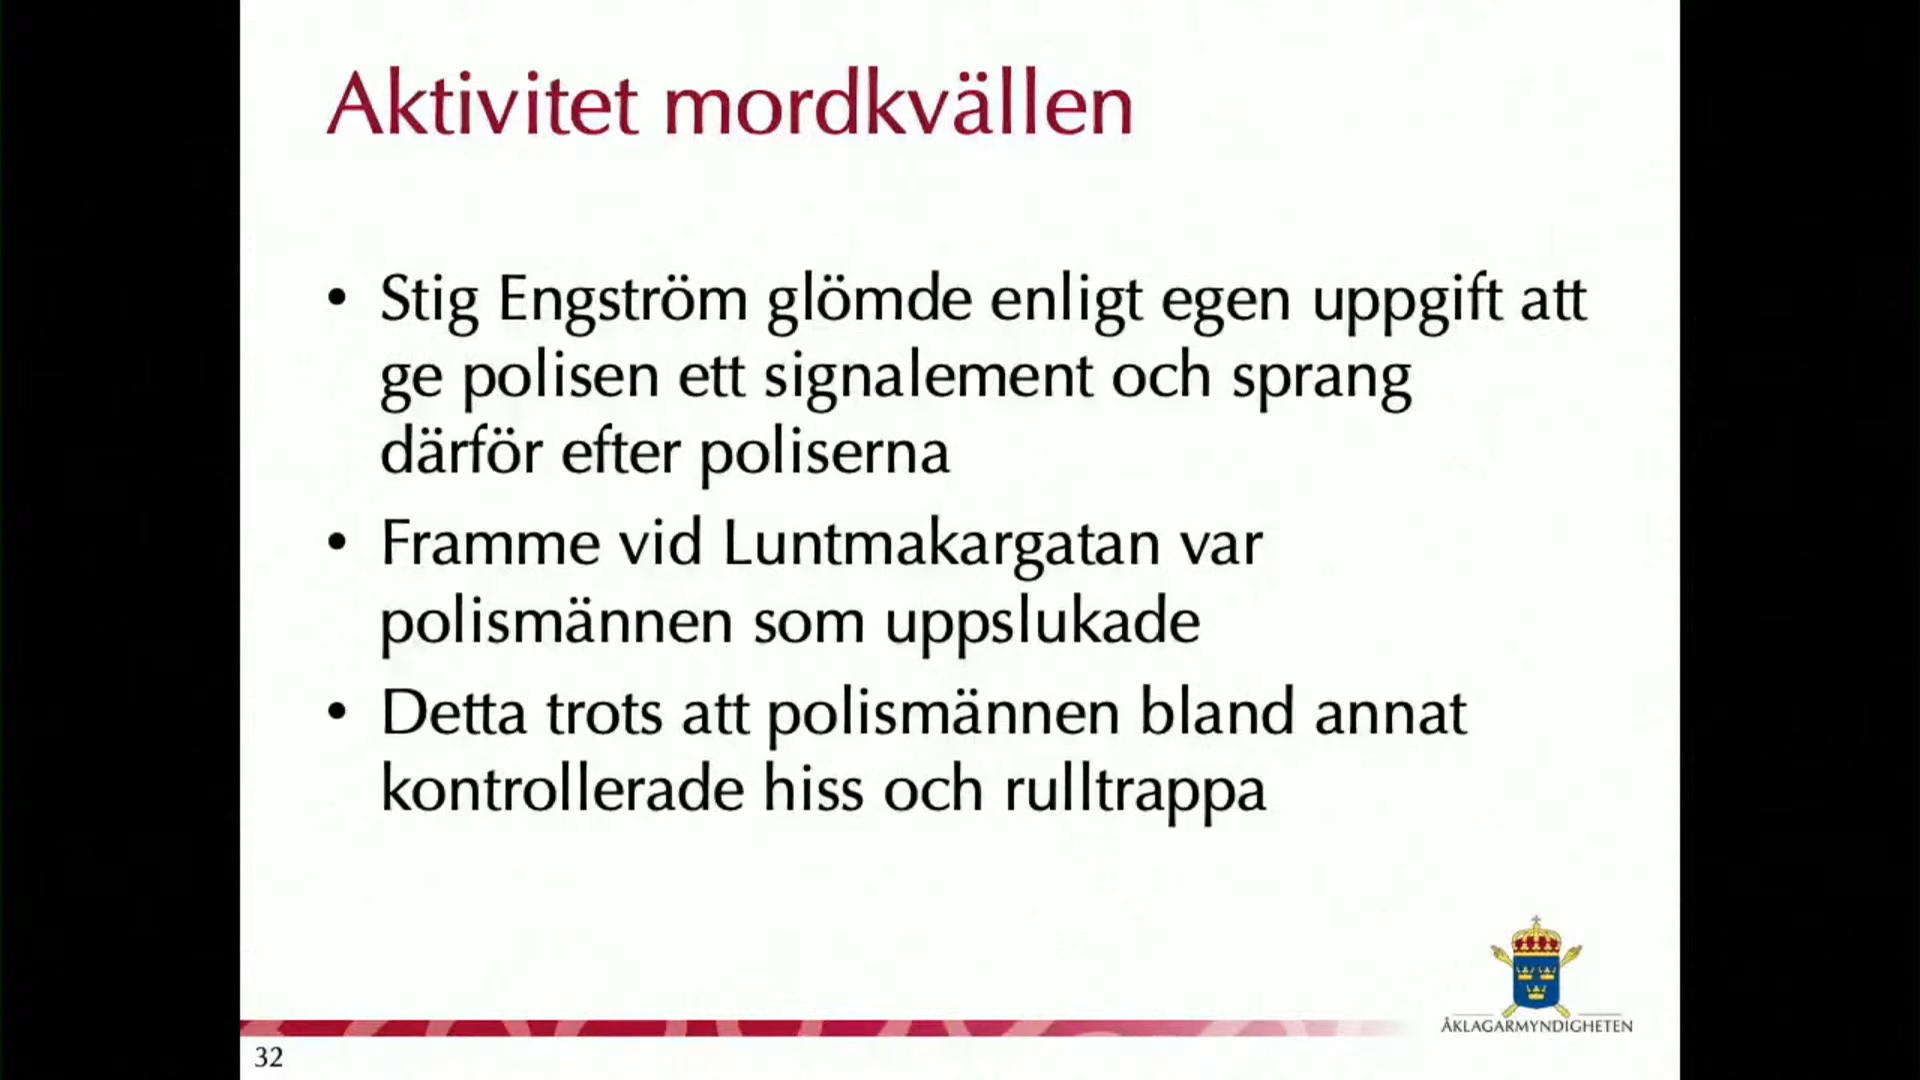 Aktivitet mordkvällen
• Stig Engström glömde enligt egen uppgift att
ge polisen ett signalement och sprang
därför efter poliserna
• Framme vid Luntmakargatan var
polismännen som uppslukade
• Detta trots att polismännen bland annat
kontrollerade hiss och rulltrappa
ÅKLAGARMYNDIGHETEN
32